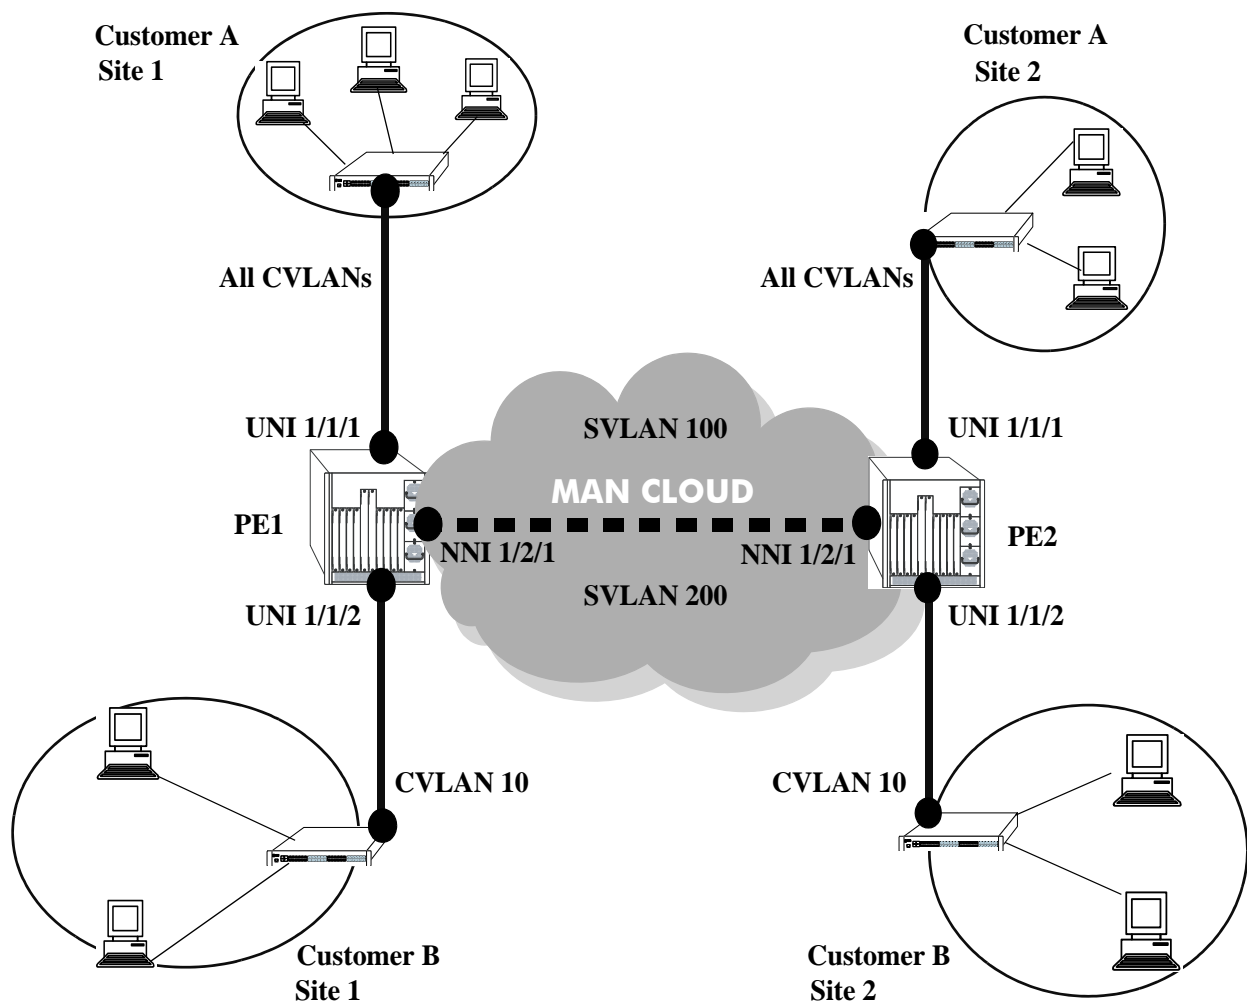 Customer A
Site 1
Customer A
Site 2
All CVLANs
All CVLANs
UNI 1/1/1
SVLAN 100
UNI 1/1/1
MAN CLOUD
PE1
NNI 1/2/1
NNI 1/2/1
PE2
UNI 1/1/2
SVLAN 200
UNI 1/1/2
CVLAN 10
CVLAN 10
Customer B
Site 1
Customer B
Site 2